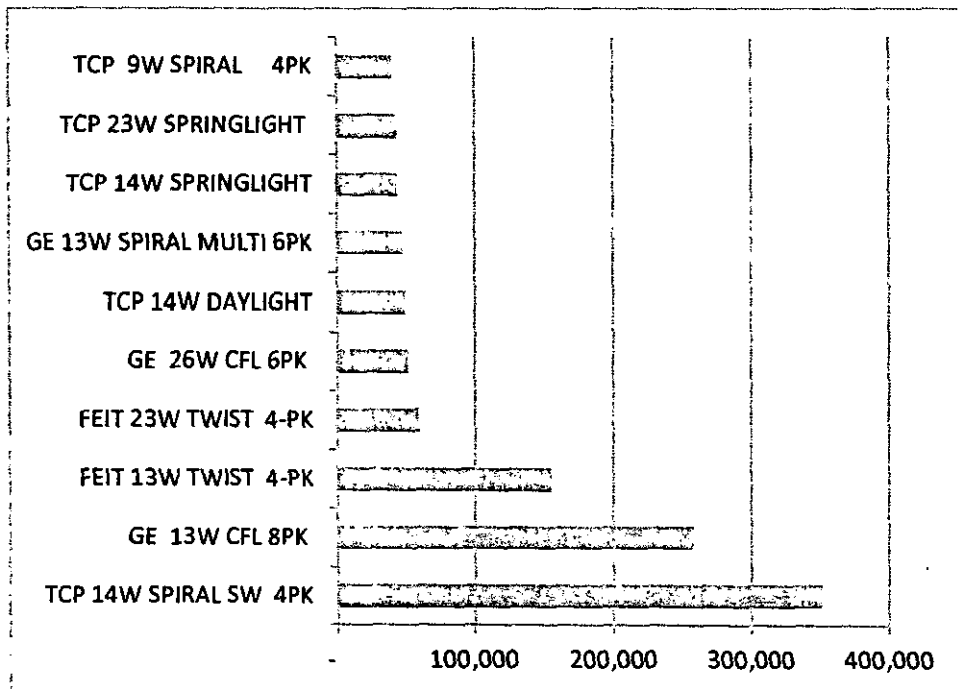 TCP 9W SPIRAL 4PK
TCP 23W SPRINGLIGHT
TCP 14W SPRINGLIGHT
GE 13W SPIRAL MULTI 6PK
TCP 14W DAYLIGHT
GE 26W CFL 6PK
FEIT 23W TWIST 4-PK
FEIT 13W TWIST 4-PK
GE 13W CFL 8PK
TCP 14W SPIRAL SW 4PK
- 100,000 200,000 300,000 400,000